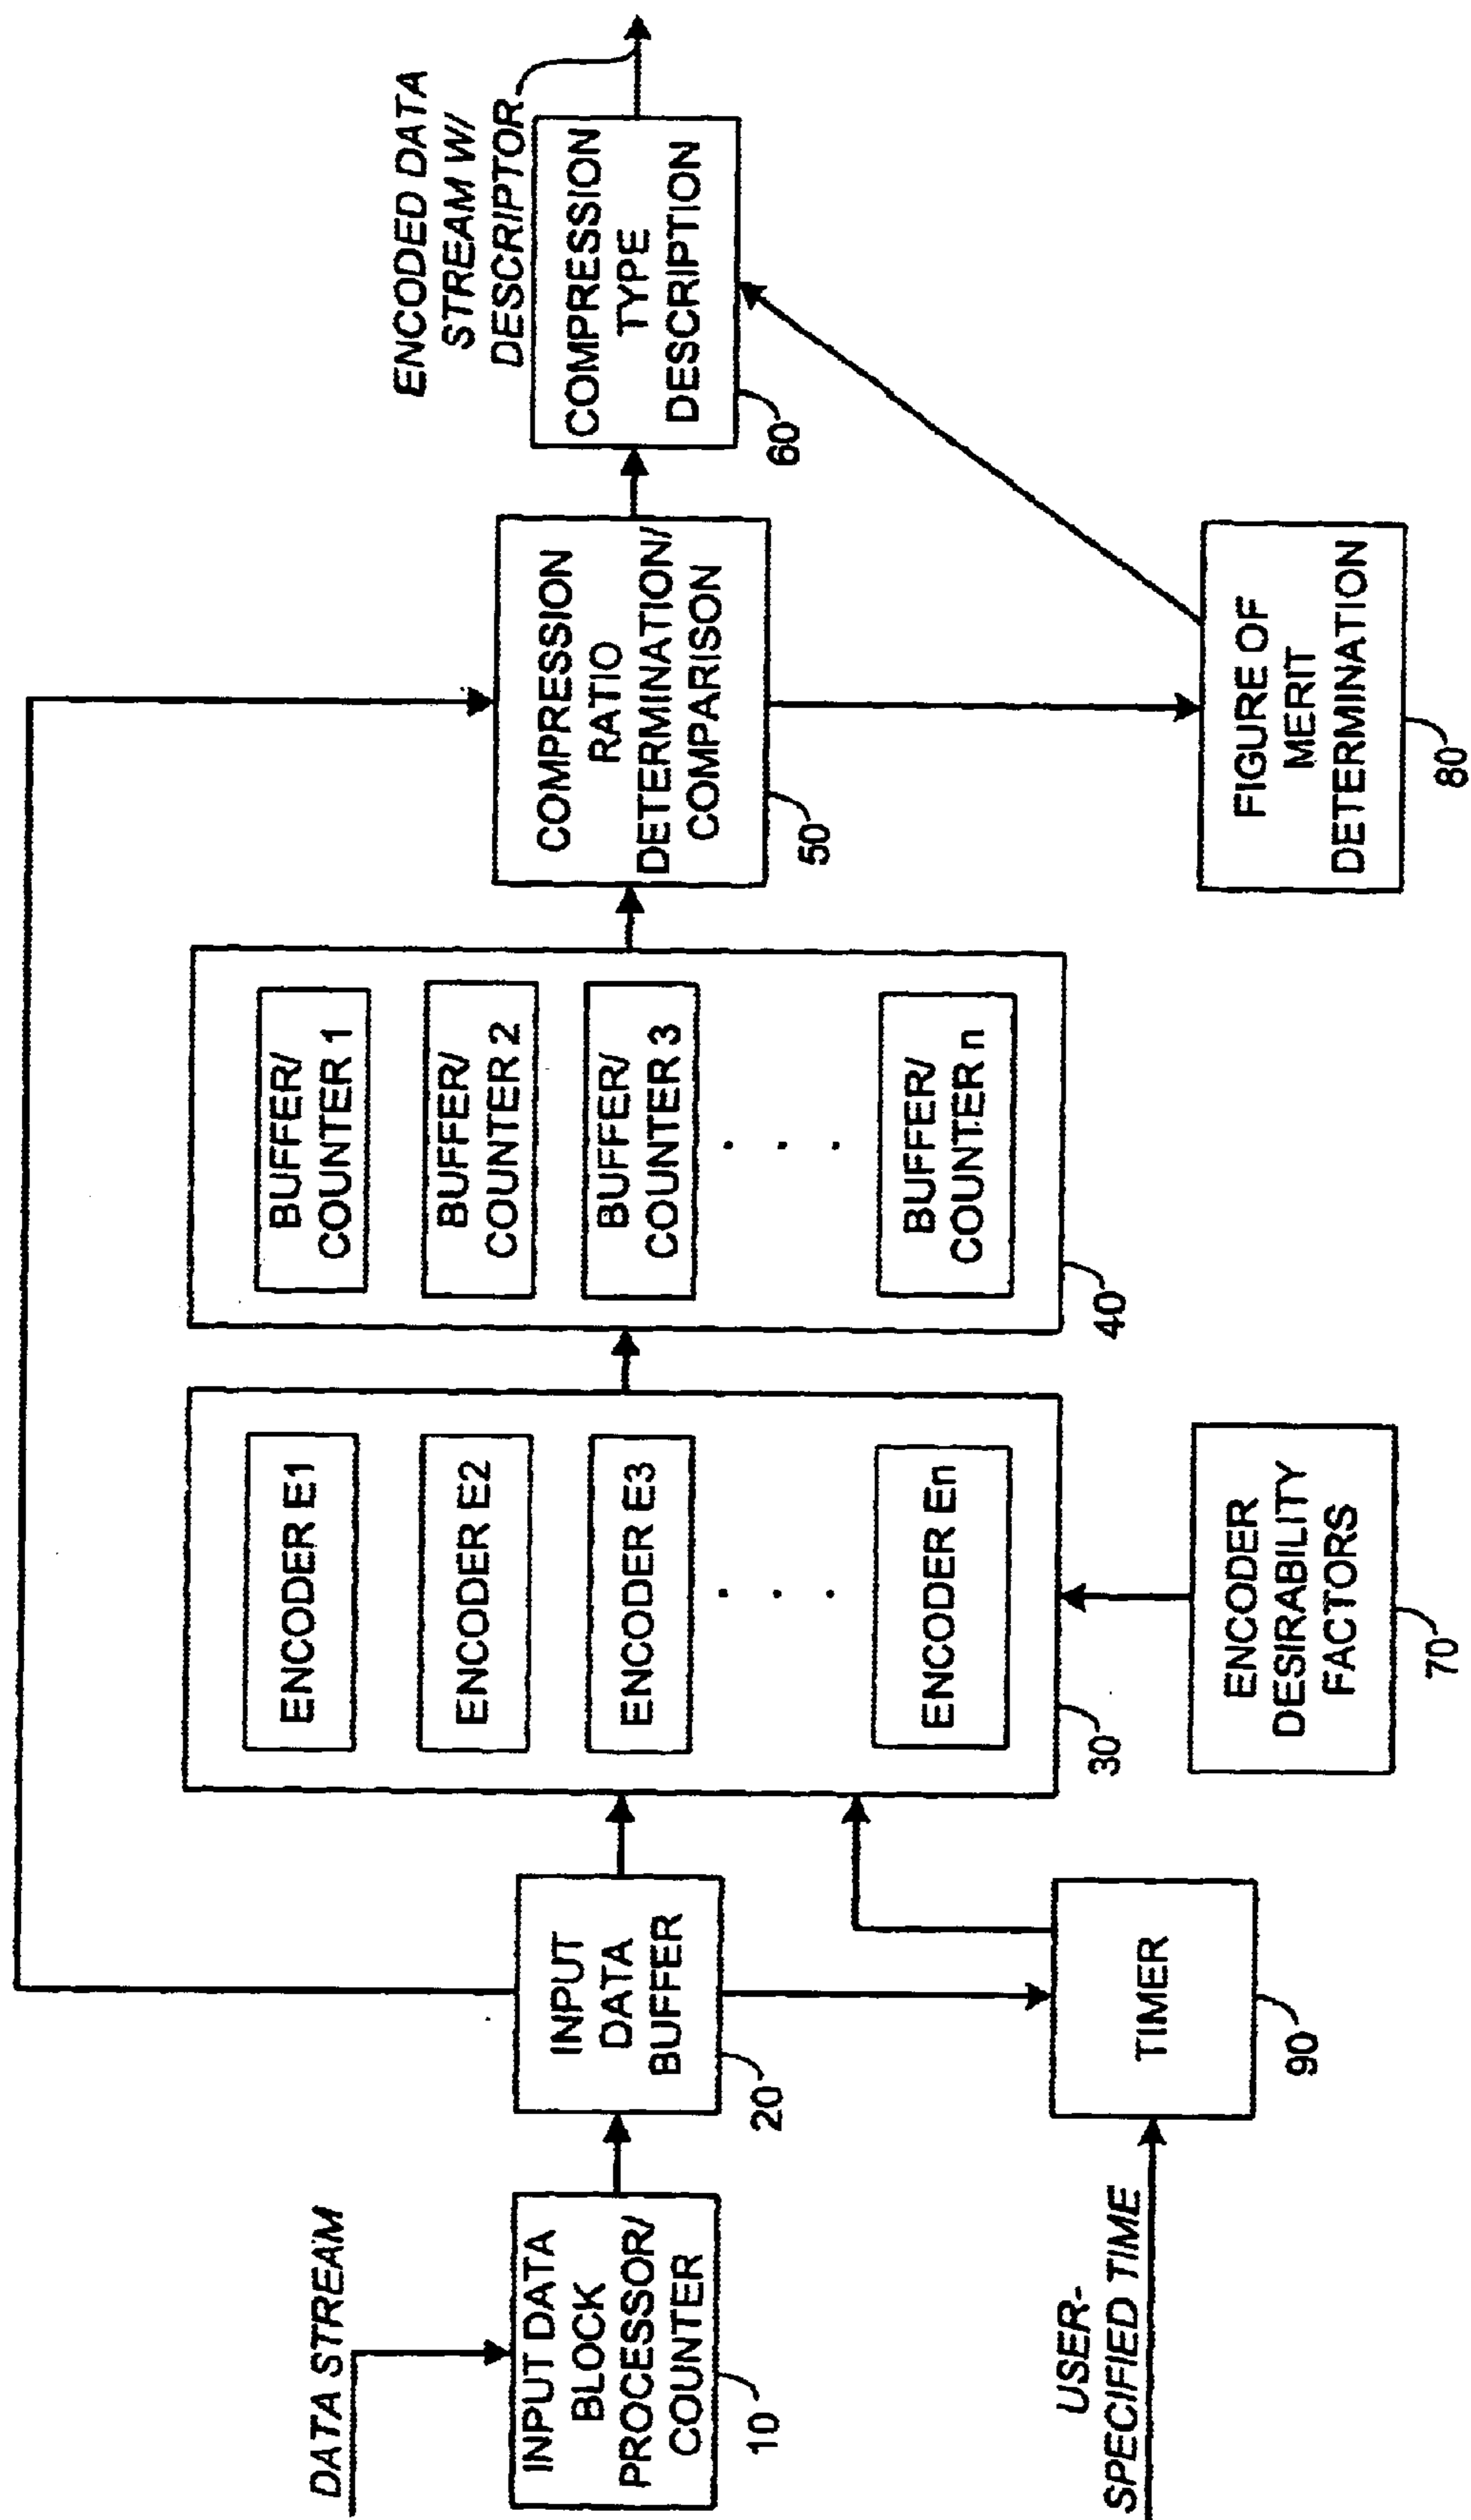 DATA STREAM
INPUT DATA
BLOCK
PROCESSOR/
COUNTER
10
INPUT
DATA
BUFFER
20
USER-
SPECIFIED TIME
TIMER
90
ENCODER E1
ENCODER E2
ENCODER E3
. . .
ENCODER En
30
ENCODER
DESIRABILITY
FACTORS
70
BUFFER/
COUNTER 1
BUFFER/
COUNTER 2
BUFFER/
COUNTER 3
. . .
BUFFER/
COUNTER n
40
COMPRESSION
RATIO
DETERMINATION/
COMPARISON
50
FIGURE OF
MERIT
DETERMINATION
80
ENCODED DATA
STREAM W/
DESCRIPTOR
COMPRESSION
TYPE
DESCRIPTION
60